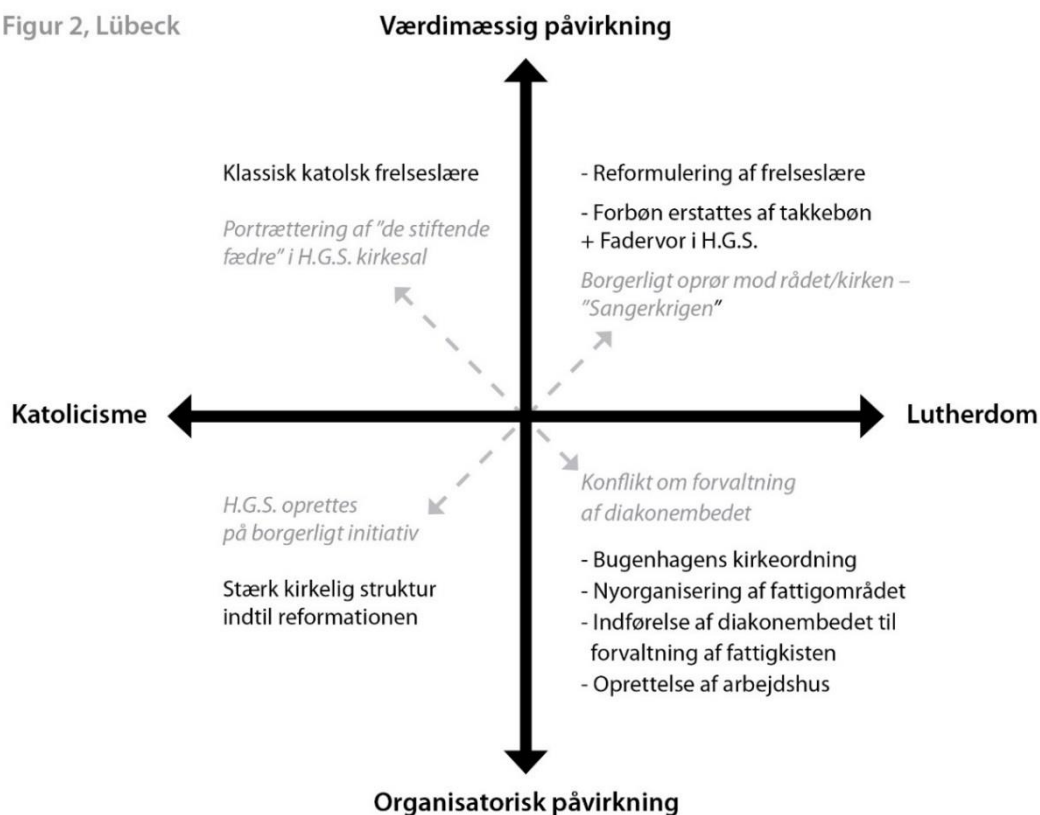 Figur 2, Lübeck
Værdimæssig påvirkning
Klassisk katolsk frelseslære
Portrættering af ”de stiftende
fædre” i H.G.S. kirkesal
- Reformulering af frelseslære
- Forbøn erstattes af takkebøn
+ Fadervor i H.G.S.
Borgerligt oprør mod rådet/kirken –
”Sangerkrigen”
Katolicisme
Lutherdom
H.G.S. oprettes
på borgerligt initiativ
Stærk kirkelig struktur
indtil reformationen
Konflikt om forvaltning
af diakonembedet
- Bugenhagens kirkeordning
- Nyorganisering af fattigområdet
- Indførelse af diakonembedet til
forvaltning af fattigkisten
- Oprettelse af arbejdshus
Organisatorisk påvirkning